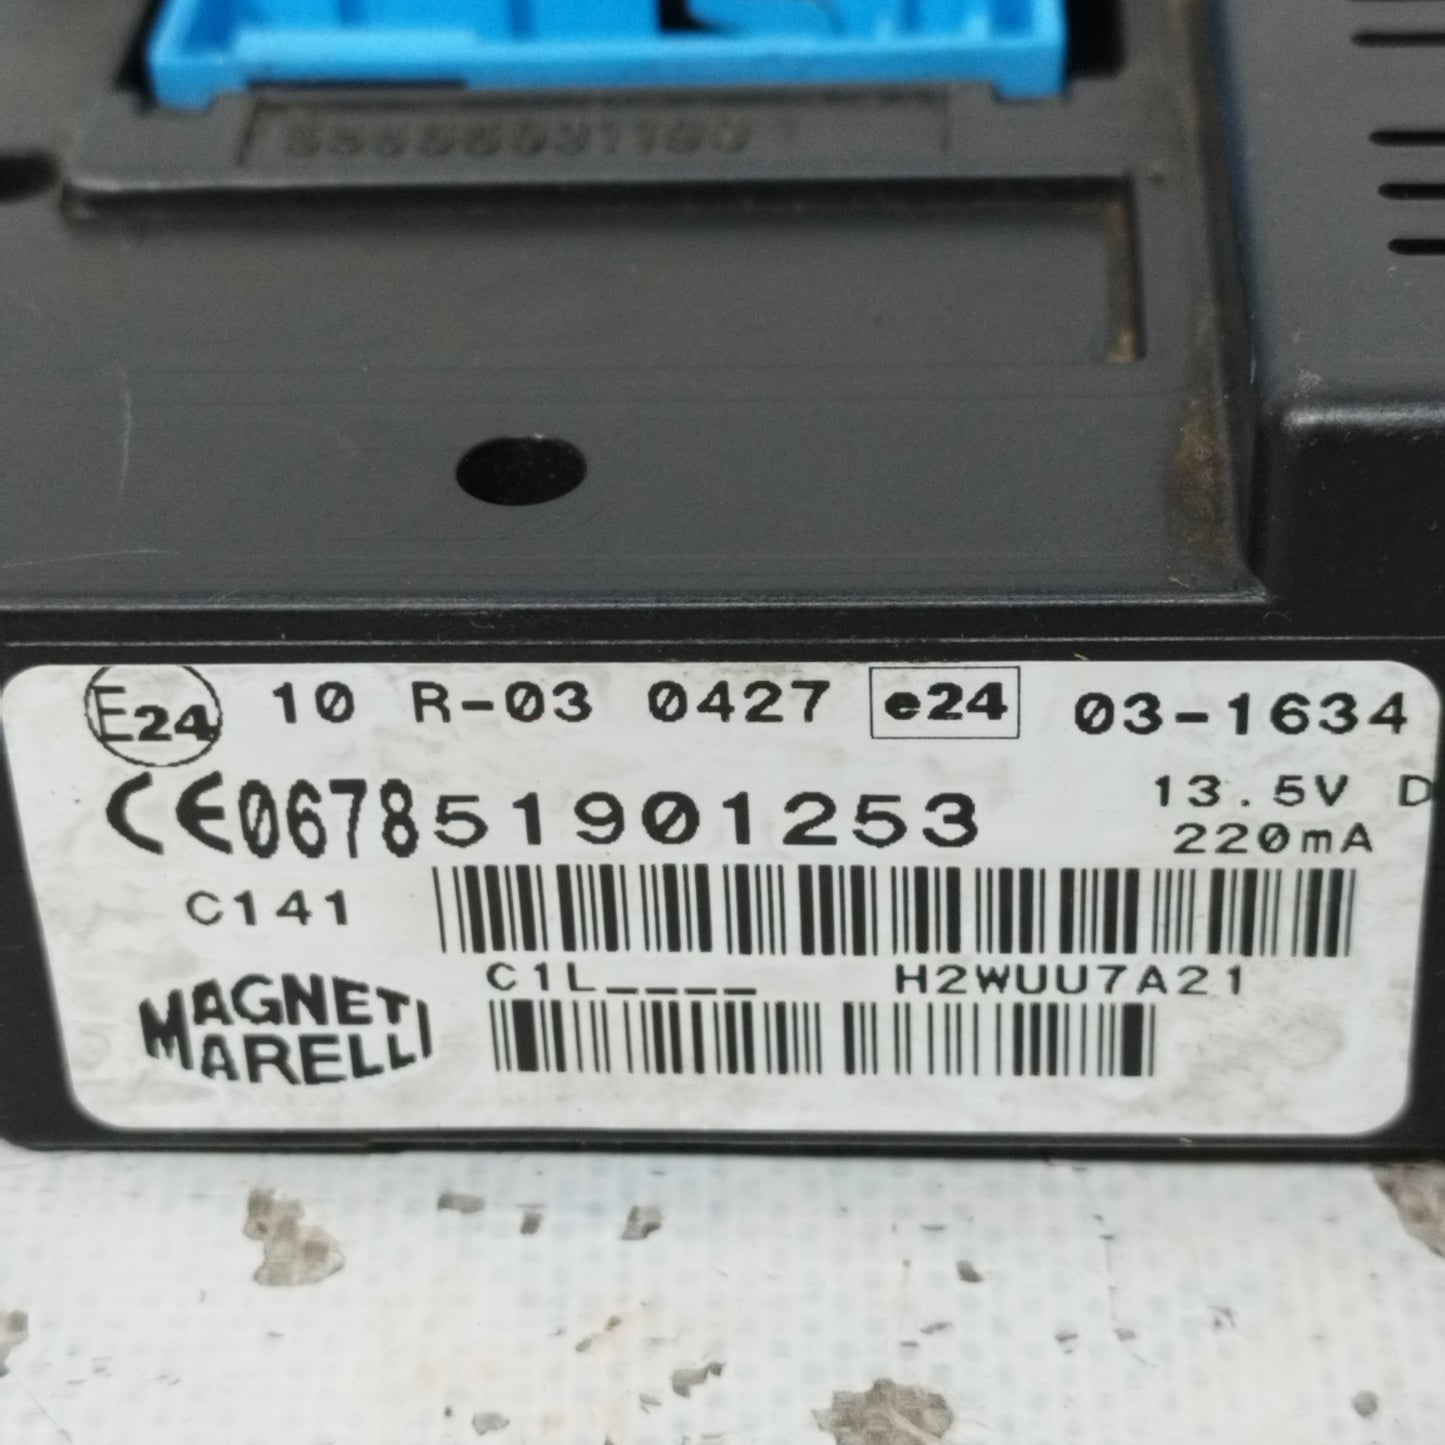 E24 10 R-03 0427 e24 03-1634
CE0678 51901253 13.5V D
220mA
C141
C1L____ H2WUU7A21
MAGNETI
MARELLI